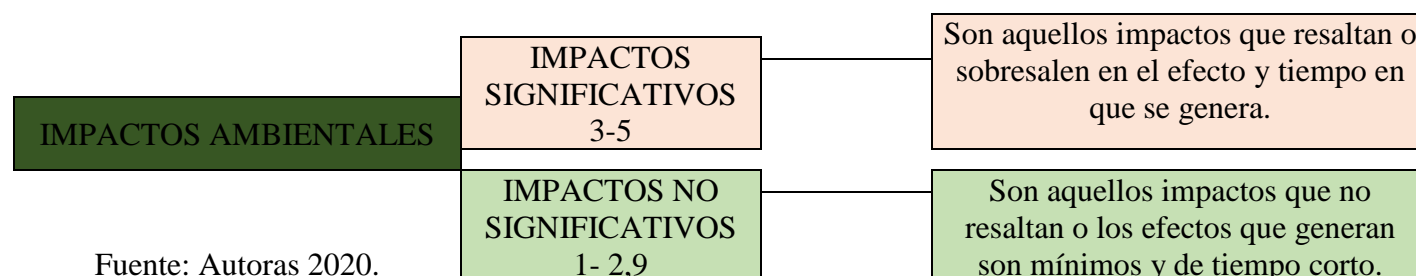 IMPACTOS AMBIENTALES
IMPACTOS
SIGNIFICATIVOS
3-5
Son aquellos impactos que resaltan o
sobresalen en el efecto y tiempo en
que se genera.
IMPACTOS NO
SIGNIFICATIVOS
1- 2,9
Son aquellos impactos que no
resaltan o los efectos que generan
son mínimos y de tiempo corto.
Fuente: Autoras 2020.